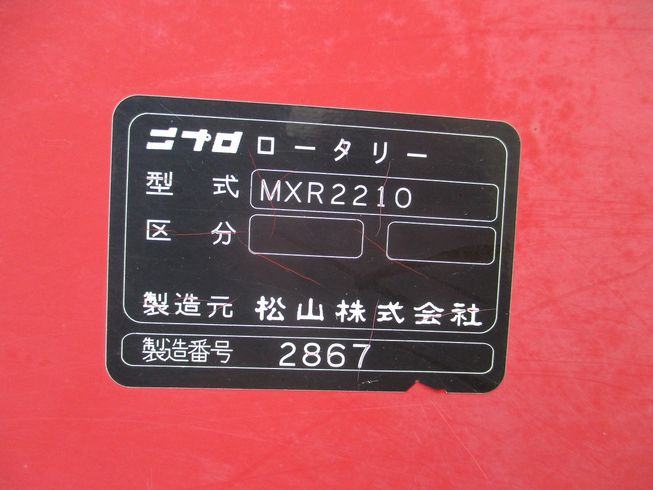 ニプロ ロータリー
型式 MXR2210
区分
製造元 松山株式会社
製造番号 2867